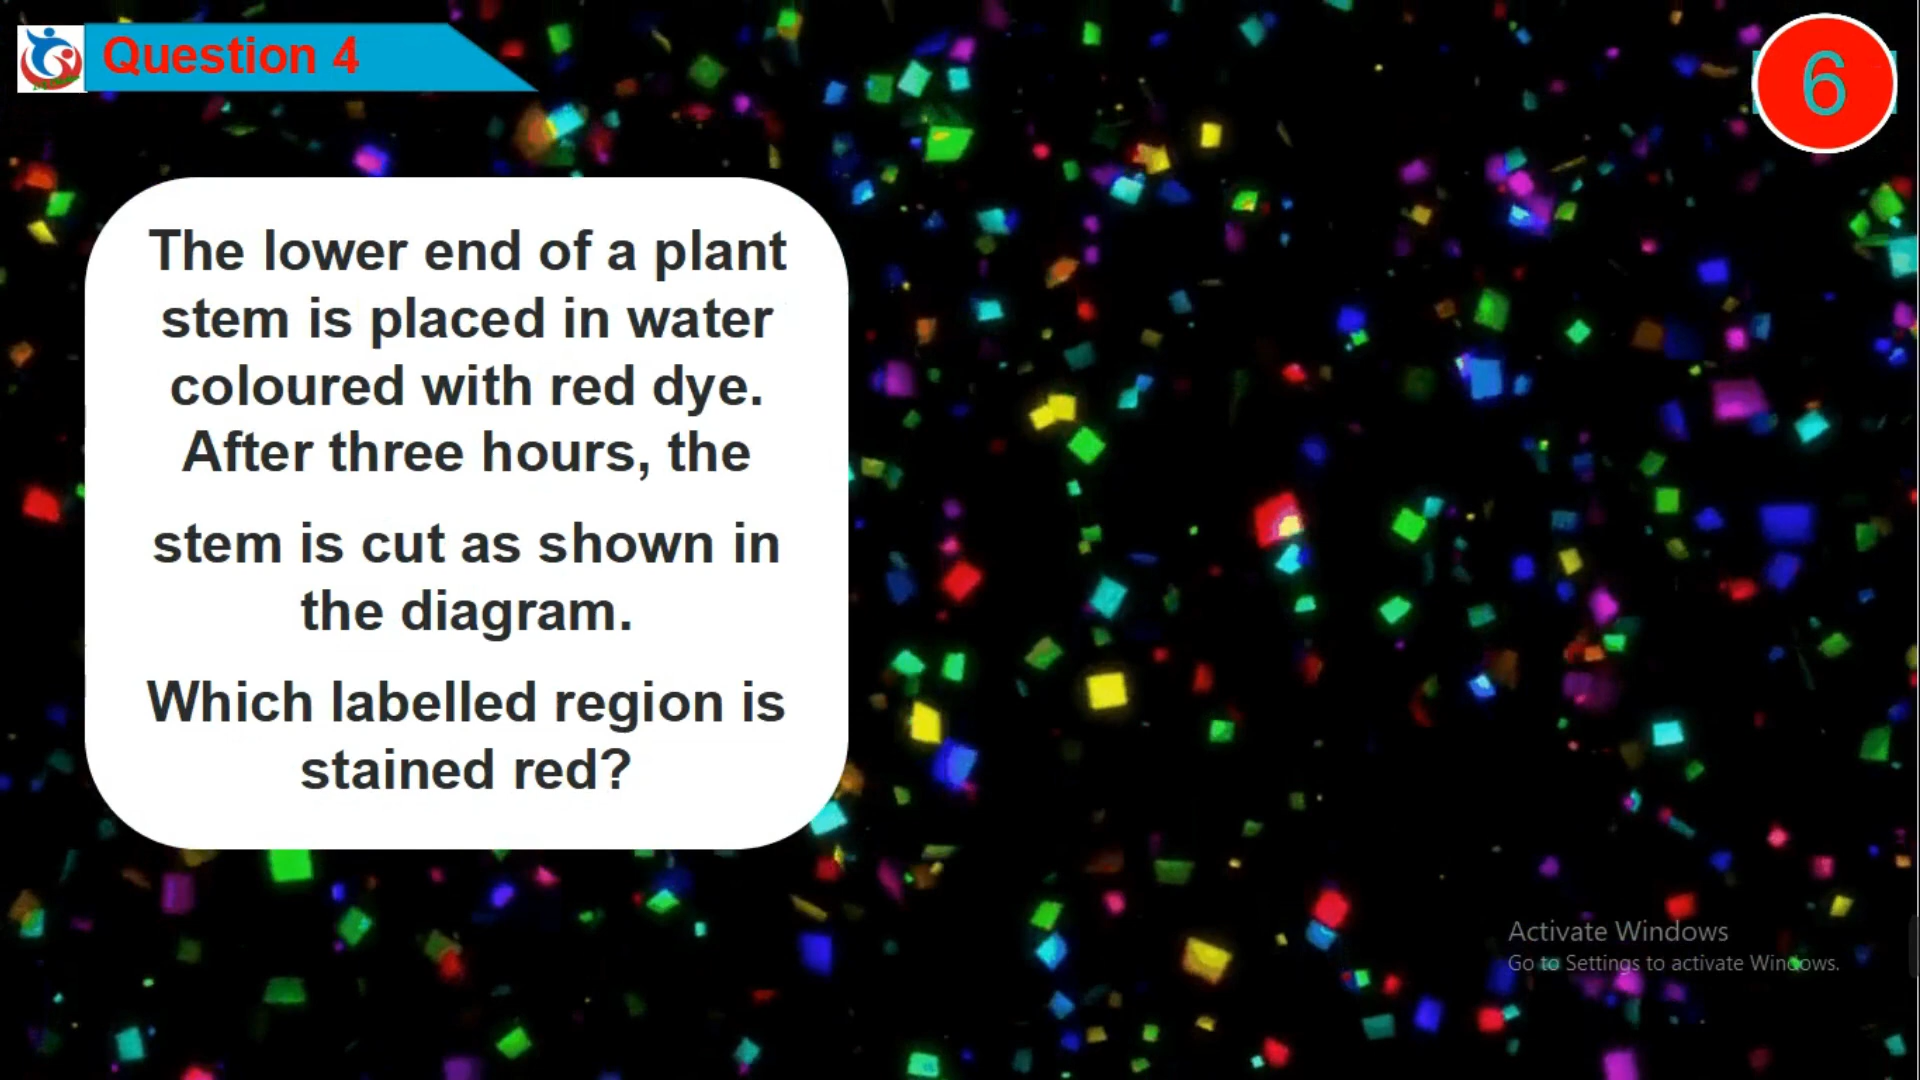 Question 4
6
The lower end of a plant
stem is placed in water
coloured with red dye.
After three hours, the
stem is cut as shown in
the diagram.
Which labelled region is
stained red?
Activate Windows
Go to Settings to activate Windows.